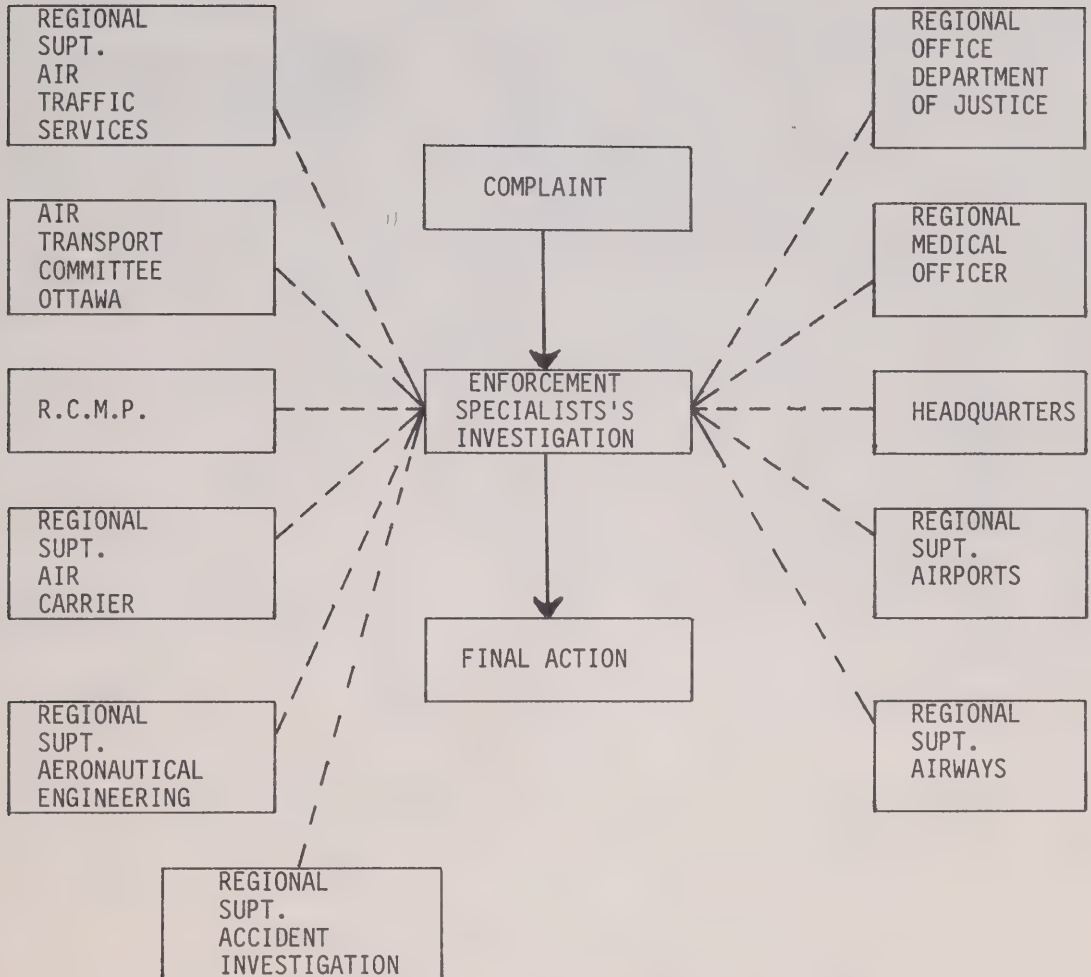 REGIONAL
SUPT.
AIR
TRAFFIC
SERVICES
AIR
TRANSPORT
COMMITTEE
OTTAWA
R.C.M.P.
REGIONAL
SUPT.
AIR
CARRIER
REGIONAL
SUPT.
AERONAUTICAL
ENGINEERING
REGIONAL
SUPT.
ACCIDENT
INVESTIGATION
COMPLAINT
ENFORCEMENT
SPECIALISTS'S
INVESTIGATION
FINAL ACTION
REGIONAL
OFFICE
DEPARTMENT
OF JUSTICE
REGIONAL
MEDICAL
OFFICER
HEADQUARTERS
REGIONAL
SUPT.
AIRPORTS
REGIONAL
SUPT.
AIRWAYS